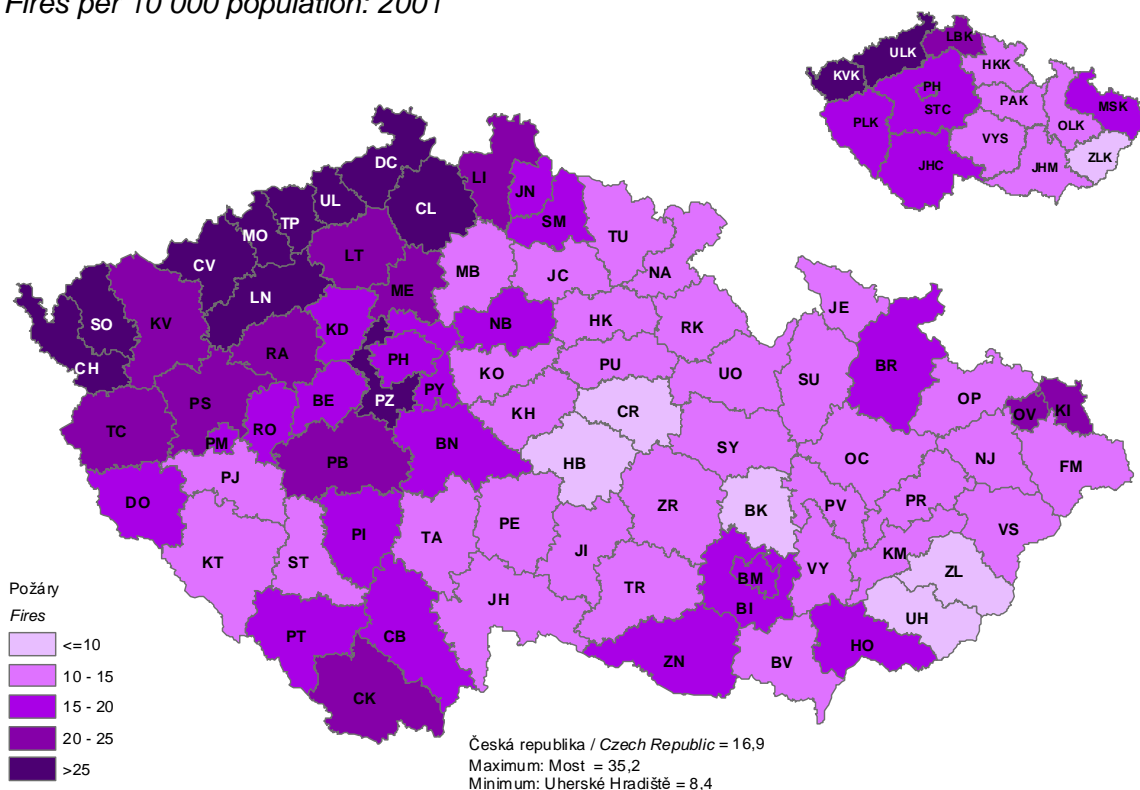 Fires per 10 000 population: 2001
ULK
LBK
KVK
HKK
PH
PAK
MSK
STC
PLK
OLK
VYS
ZLK
JHC
JHM
DC
LI
JN
UL
CL
SM
TP
MO
TU
LT
CV
MB
JC
NA
ME
LN
JE
SO
KV
KD
NB
HK
RK
RA
PH
PU
BR
CH
KO
UO
SU
PS
BE
PZ
PY
OP
KI
CR
KH
OV
TC
RO
PM
BN
SY
PB
HB
OC
NJ
FM
PJ
DO
ZR
BK
PV
PR
PI
TA
PE
VS
JI
KM
KT
ST
BM
VY
ZL
TR
JH
BI
UH
PT
CB
HO
ZN
BV
CK
Požáry
Fires
<=10
10 - 15
15 - 20
20 - 25
>25
Česká republika / Czech Republic = 16,9
Maximum: Most = 35,2
Minimum: Uherské Hradiště = 8,4